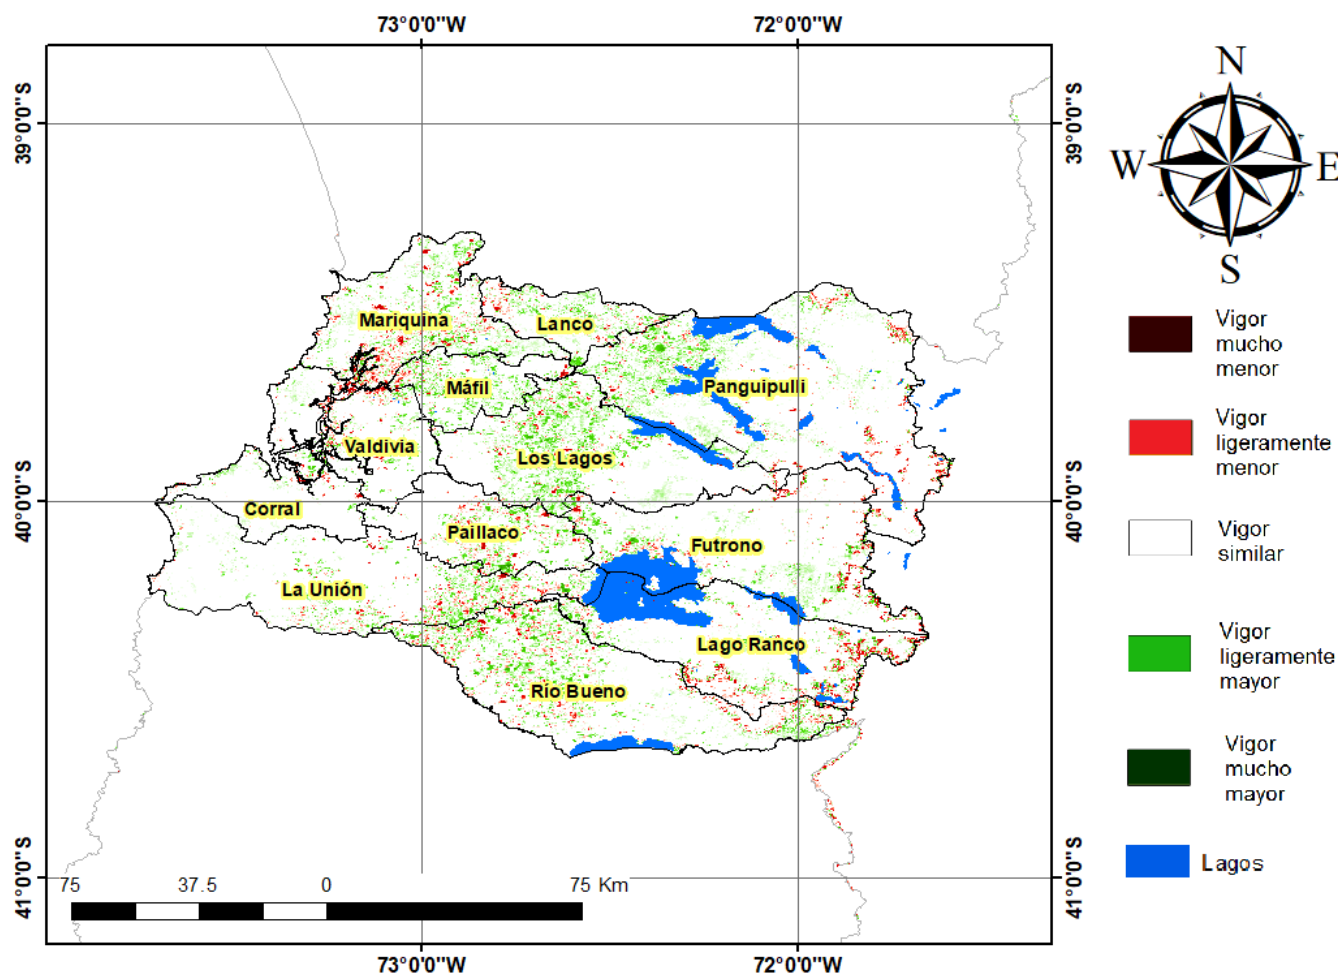 73°0'0"W
72°0'0"W
39°0'0"S
39°0'0"S
N
W
E
S
Mariquina
Lanco
Máfil
Panguipulli
Valdivia
Los Lagos
40°0'0"S
40°0'0"S
Corral
Paillaco
Futrono
La Unión
Lago Ranco
Río Bueno
41°0'0"S
41°0'0"S
75
37.5
0
75 Km
73°0'0"W
72°0'0"W
Vigor
mucho
menor
Vigor
ligeramente
menor
Vigor
similar
Vigor
ligeramente
mayor
Vigor
mucho
mayor
Lagos